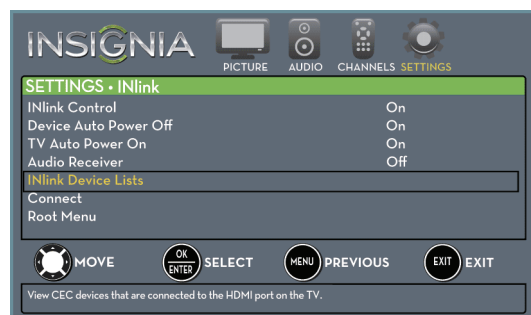 INSIGNIA
PICTURE AUDIO CHANNELS SETTINGS
SETTINGS • INlink
INlink Control On
Device Auto Power Off On
TV Auto Power On On
Audio Receiver Off
INlink Device Lists
Connect
Root Menu
MOVE OK ENTER SELECT MENU PREVIOUS EXIT EXIT
View CEC devices that are connected to the HDMI port on the TV.